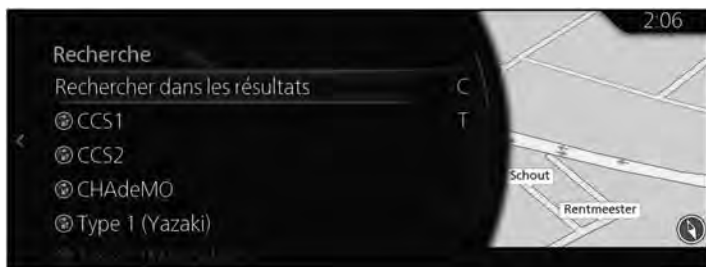 2:06
Recherche
Rechercher dans les résultats C
CCS1 T
CCS2
CHAdeMO
Type 1 (Yazaki)
Schout
Rentmeester